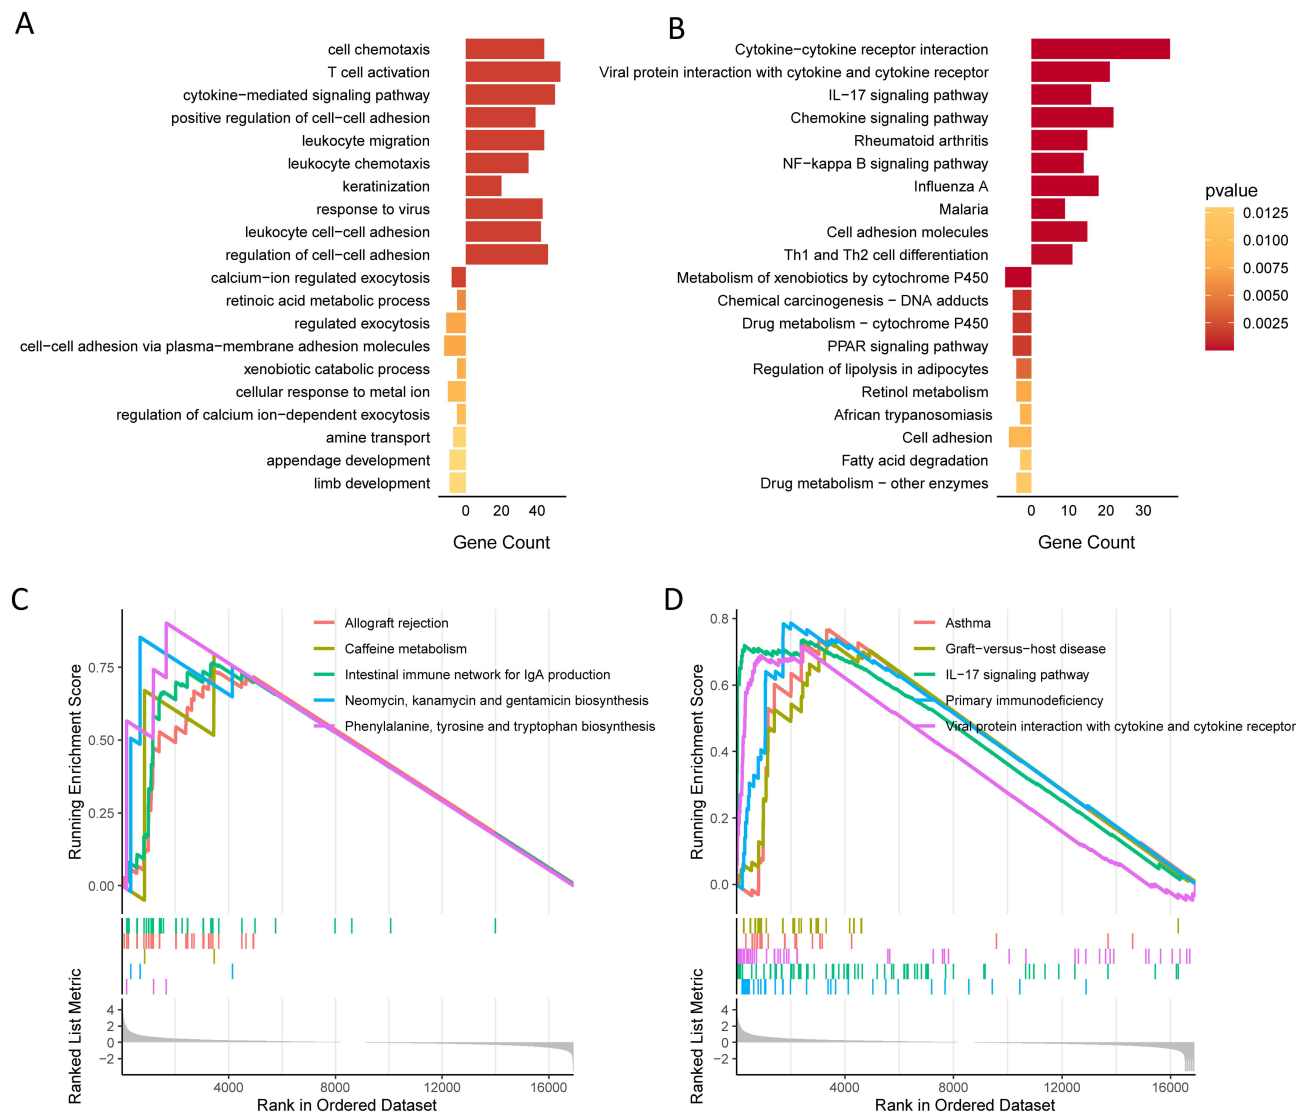 A
cell chemotaxis
T cell activation
cytokine−mediated signaling pathway
positive regulation of cell−cell adhesion
leukocyte migration
leukocyte chemotaxis
keratinization
response to virus
leukocyte cell−cell adhesion
regulation of cell−cell adhesion
calcium−ion regulated exocytosis
retinoic acid metabolic process
regulated exocytosis
cell−cell adhesion via plasma−membrane adhesion molecules
xenobiotic catabolic process
cellular response to metal ion
regulation of calcium ion−dependent exocytosis
amine transport
appendage development
limb development
0 20 40
Gene Count
B
Cytokine−cytokine receptor interaction
Viral protein interaction with cytokine and cytokine receptor
IL−17 signaling pathway
Chemokine signaling pathway
Rheumatoid arthritis
NF−kappa B signaling pathway
Influenza A
Malaria
Cell adhesion molecules
Th1 and Th2 cell differentiation
Metabolism of xenobiotics by cytochrome P450
Chemical carcinogenesis − DNA adducts
Drug metabolism − cytochrome P450
PPAR signaling pathway
Regulation of lipolysis in adipocytes
Retinol metabolism
African trypanosomiasis
Cell adhesion
Fatty acid degradation
Drug metabolism − other enzymes
0 10 20 30
Gene Count
pvalue
0.0125
0.0100
0.0075
0.0050
0.0025
C
Running Enrichment Score
0.75
0.50
0.25
0.00
Allograft rejection
Caffeine metabolism
Intestinal immune network for IgA production
Neomycin, kanamycin and gentamicin biosynthesis
Phenylalanine, tyrosine and tryptophan biosynthesis
Ranked List Metric
4
2
0
−2
4000 8000 12000 16000
Rank in Ordered Dataset
D
Running Enrichment Score
0.8
0.6
0.4
0.2
0.0
Asthma
Graft−versus−host disease
IL−17 signaling pathway
Primary immunodeficiency
Viral protein interaction with cytokine and cytokine receptor
Ranked List Metric
4
2
0
−2
4000 8000 12000 16000
Rank in Ordered Dataset